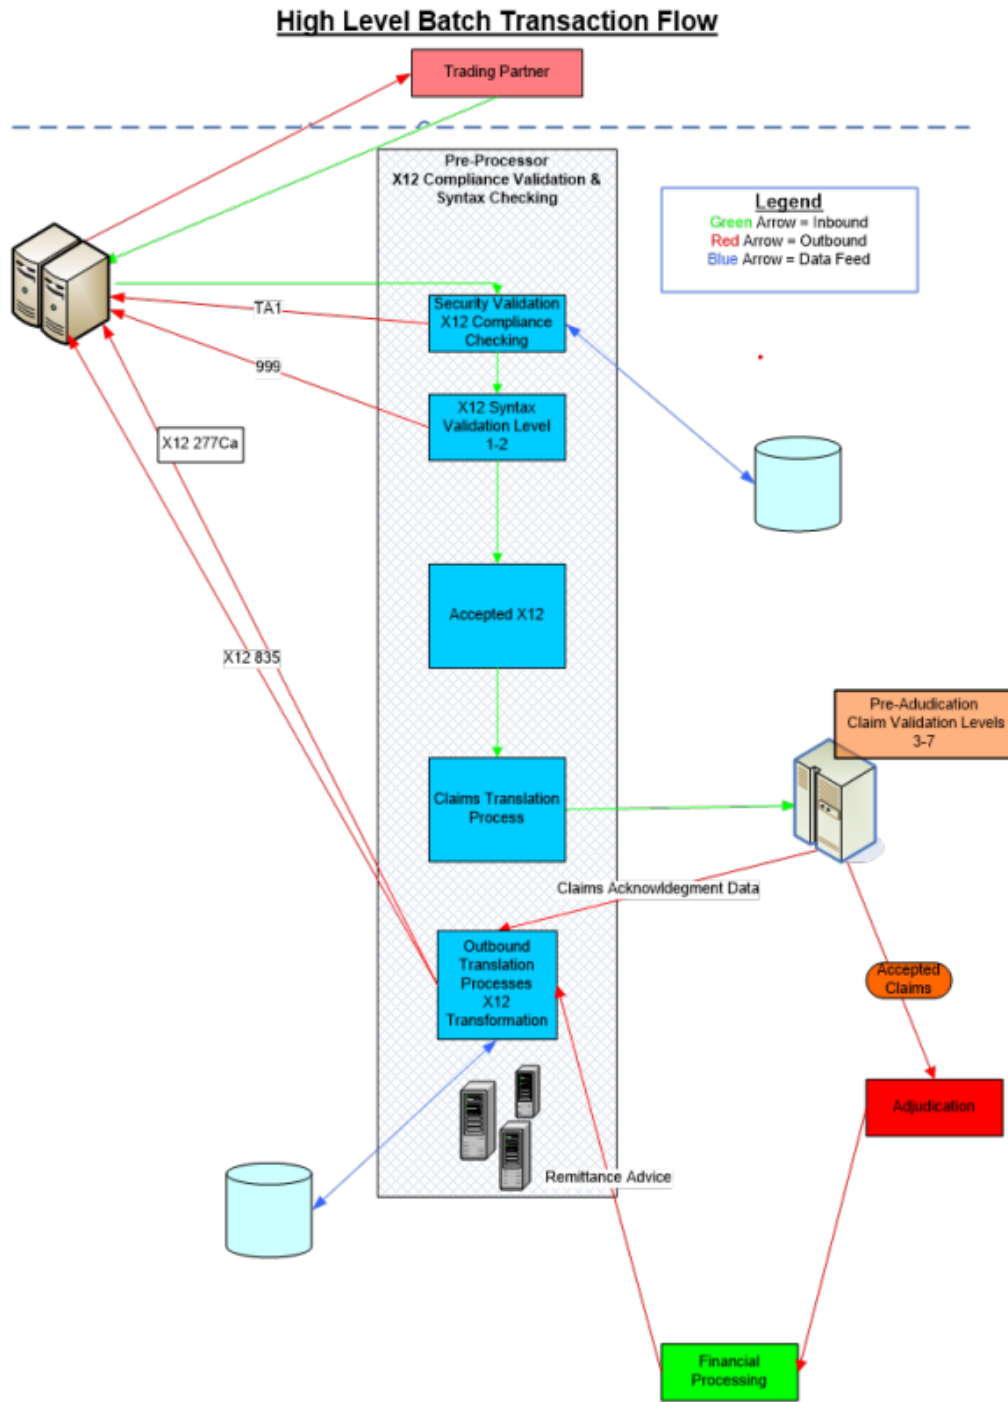 High Level Batch Transaction Flow
Trading Partner
Pre-Processor
X12 Compliance Validation &
Syntax Checking
Legend
Green Arrow = Inbound
Red Arrow = Outbound
Blue Arrow = Data Feed
Security Validation
X12 Compliance
Checking
TA1
999
X12 Syntax
Validation Level
1-2
X12 277Ca
Accepted X12
X12 835
Pre-Adudication
Claim Validation Levels
3-7
Claims Translation
Process
Claims Acknowldegment Data
Outbound
Translation
Processes
X12
Transformation
Accepted
Claims
Adjudication
Remittance Advice
Financial
Processing